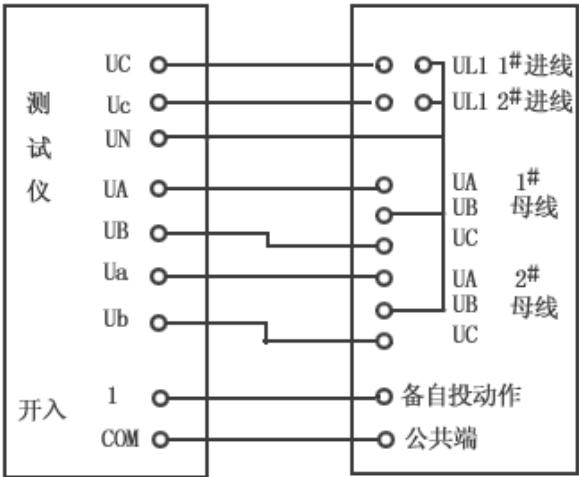 测试仪
UC
Uc
UN
UA
UB
Ua
Ub
开入
1
COM
UL1 1#进线
UL1 2#进线
UA 1#
UB 母线
UC
UA 2#
UB 母线
UC
备自投动作
公共端